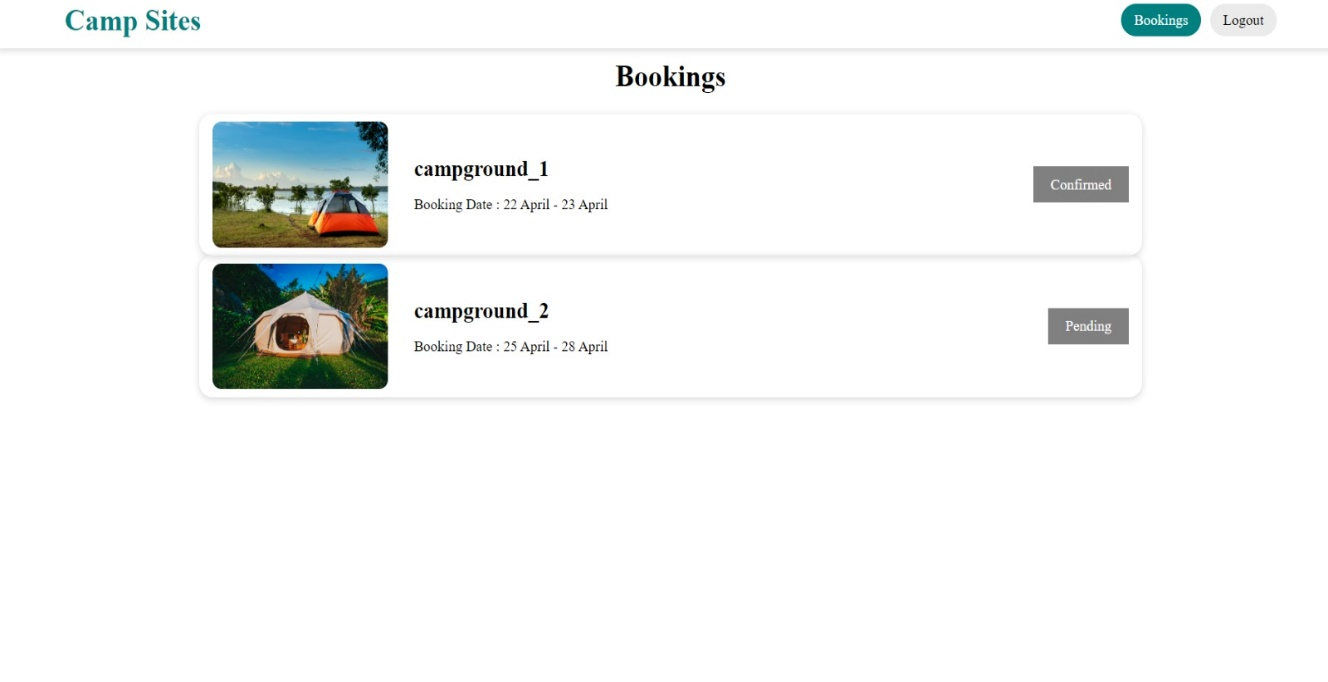 Camp Sites
Bookings
Logout
Bookings
campground_1
Booking Date : 22 April - 23 April
Confirmed
campground_2
Booking Date : 25 April - 28 April
Pending